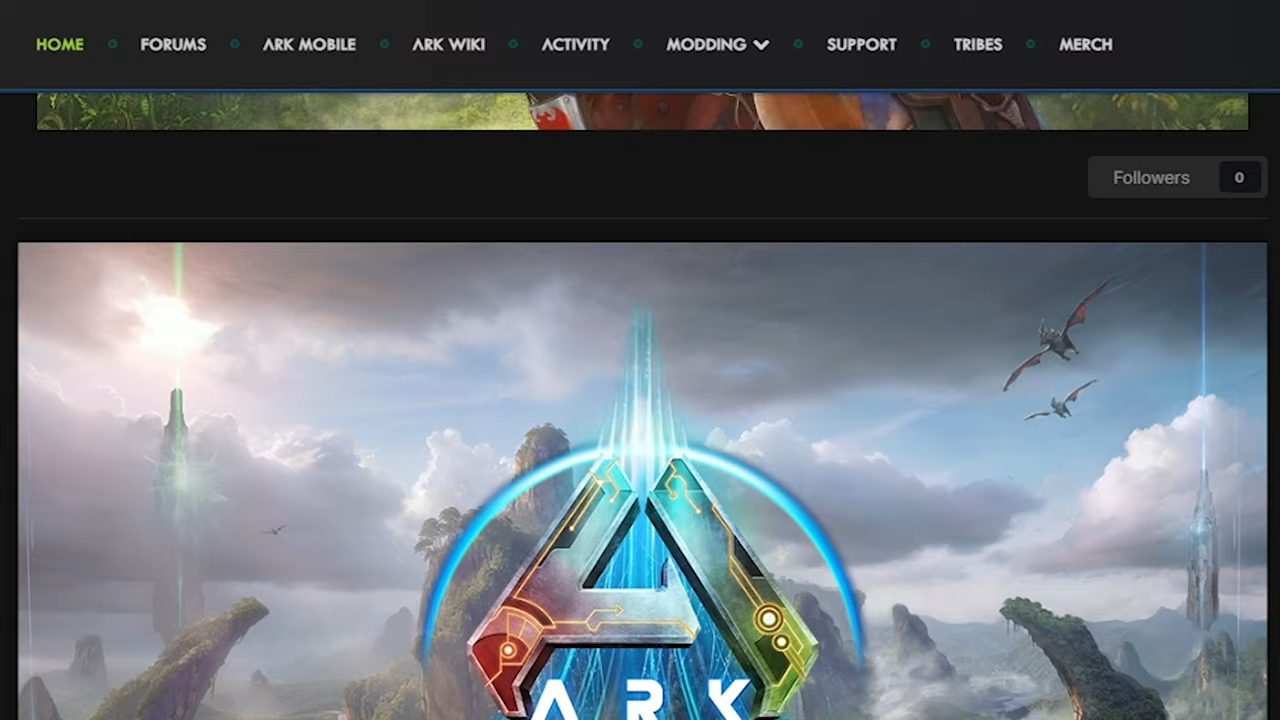 HOME FORUMS ARK MOBILE ARK WIKI ACTIVITY MODDING SUPPORT TRIBES MERCH
Followers 0
ARK